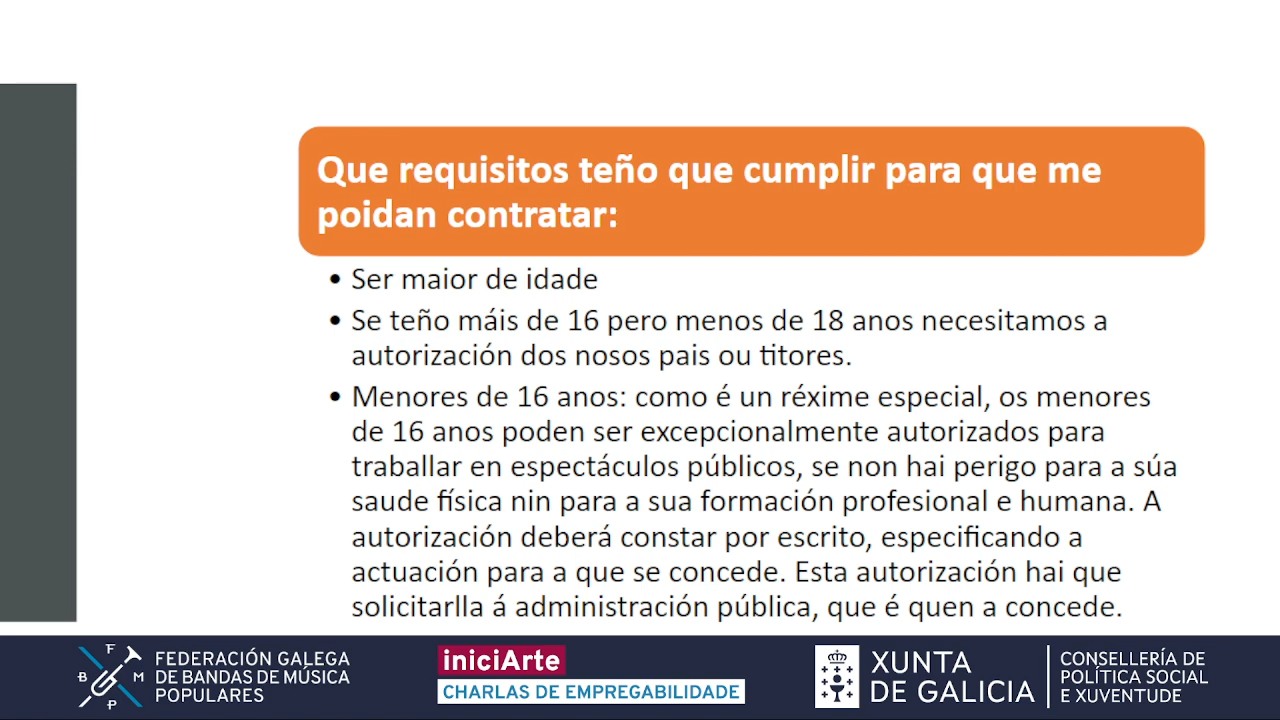 Que requisitos teño que cumplir para que me
poidan contratar:
• Ser maior de idade
• Se teño máis de 16 pero menos de 18 anos necesitamos a
autorización dos nosos pais ou titores.
• Menores de 16 anos: como é un réxime especial, os menores
de 16 anos poden ser excepcionalmente autorizados para
traballar en espectáculos públicos, se non hai perigo para a súa
saude física nin para a sua formación profesional e humana. A
autorización deberá constar por escrito, especificando a
actuación para a que se concede. Esta autorización hai que
solicitarlla á administración pública, que é quen a concede.
F
B M
P
FEDERACIÓN GALEGA
DE BANDAS DE MÚSICA
POPULARES
iniciArte
CHARLAS DE EMPREGABILIDADE
XUNTA
DE GALICIA
CONSELLERÍA DE
POLÍTICA SOCIAL
E XUVENTUDE